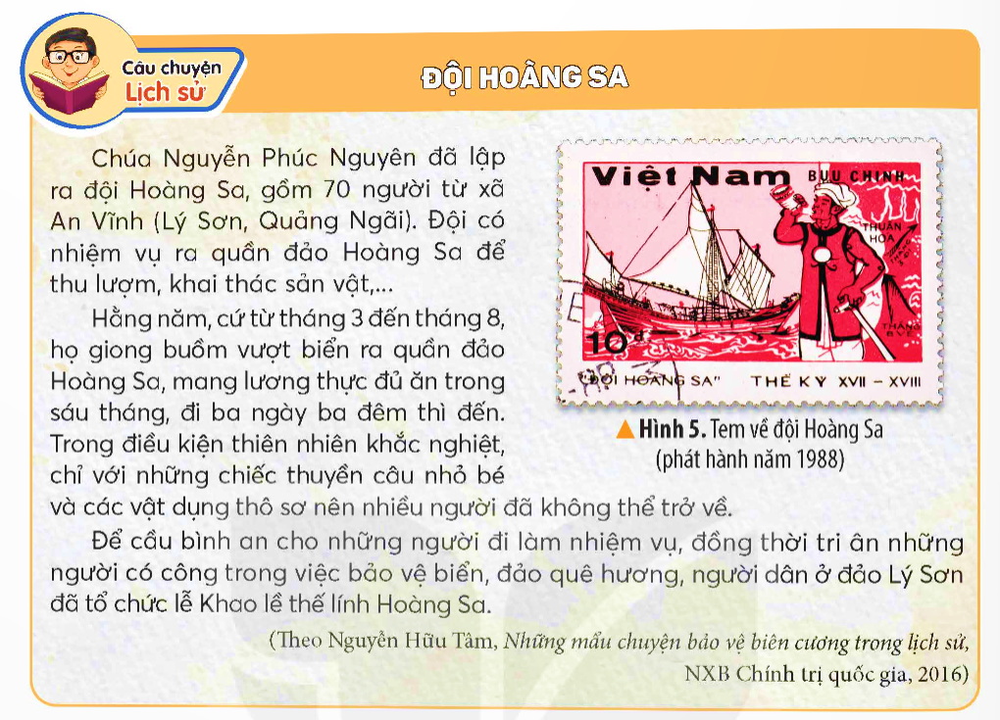 Câu chuyện
Lịch sử
ĐỘI HOÀNG SA
Chúa Nguyễn Phúc Nguyên đã lập
ra đội Hoàng Sa, gồm 70 người từ xã
An Vĩnh (Lý Sơn, Quảng Ngãi). Đội có
nhiệm vụ ra quần đảo Hoàng Sa để
thu lượm, khai thác sản vật,...
Hằng năm, cứ từ tháng 3 đến tháng 8,
họ giong buồm vượt biển ra quần đảo
Hoàng Sa, mang lương thực đủ ăn trong
sáu tháng, đi ba ngày ba đêm thì đến.
Trong điều kiện thiên nhiên khắc nghiệt,
chỉ với những chiếc thuyền câu nhỏ bé
và các vật dụng thô sơ nên nhiều người đã không thể trở về.
Việt Nam BƯU CHINH
THUẬN
HÓA
10đ
"ĐỘI HOÀNG SA" THẾ KỶ XVII – XVIII
▲ Hình 5. Tem về đội Hoàng Sa
(phát hành năm 1988)
Để cầu bình an cho những người đi làm nhiệm vụ, đồng thời tri ân những
người có công trong việc bảo vệ biển, đảo quê hương, người dân ở đảo Lý Sơn
đã tổ chức lễ Khao lề thế lính Hoàng Sa.
(Theo Nguyễn Hữu Tâm, Những mẩu chuyện bảo vệ biên cương trong lịch sử,
NXB Chính trị quốc gia, 2016)